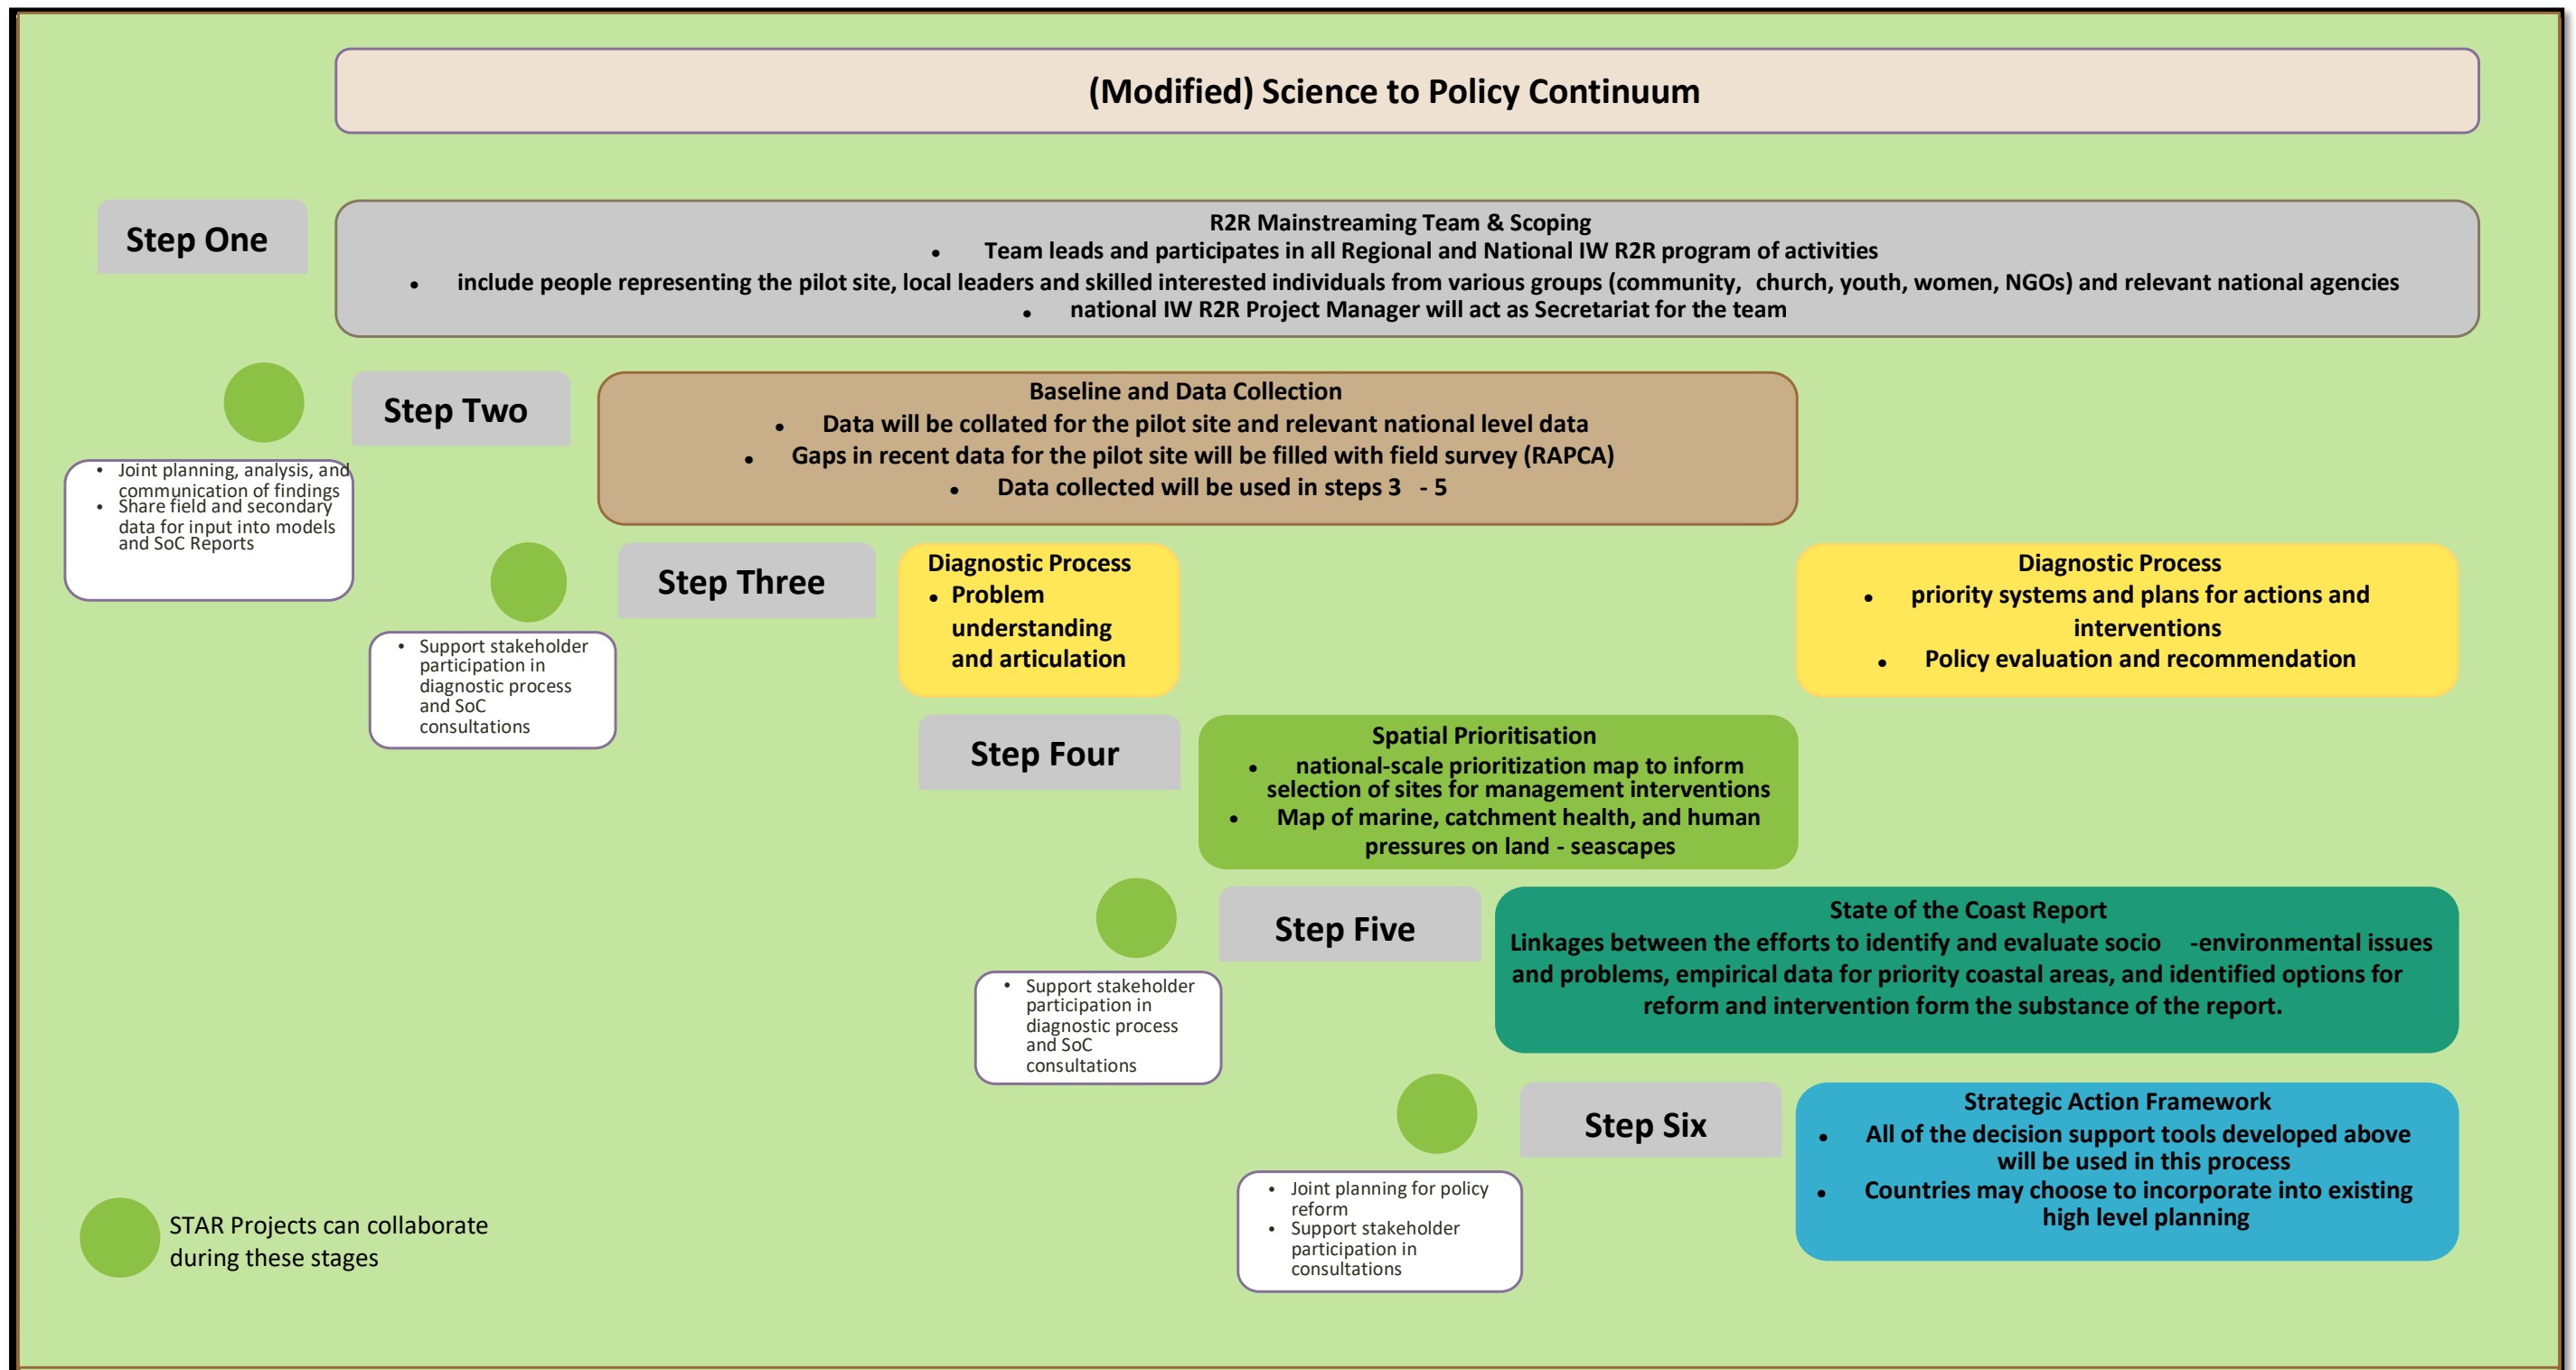 (Modified) Science to Policy Continuum
Step One
R2R Mainstreaming Team & Scoping
• Team leads and participates in all Regional and National IW R2R program of activities
• include people representing the pilot site, local leaders and skilled interested individuals from various groups (community, church, youth, women, NGOs) and relevant national agencies
• national IW R2R Project Manager will act as Secretariat for the team
Step Two
Baseline and Data Collection
• Data will be collated for the pilot site and relevant national level data
• Gaps in recent data for the pilot site will be filled with field survey (RAPCA)
• Data collected will be used in steps 3 - 5
• Joint planning, analysis, and
communication of findings
• Share field and secondary
data for input into models
and SoC Reports
Step Three
Diagnostic Process
• Problem
understanding
and articulation
Diagnostic Process
• priority systems and plans for actions and
interventions
• Policy evaluation and recommendation
• Support stakeholder
participation in
diagnostic process
and SoC
consultations
Step Four
Spatial Prioritisation
• national-scale prioritization map to inform
selection of sites for management interventions
• Map of marine, catchment health, and human
pressures on land - seascapes
Step Five
State of the Coast Report
Linkages between the efforts to identify and evaluate socio -environmental issues
and problems, empirical data for priority coastal areas, and identified options for
reform and intervention form the substance of the report.
• Support stakeholder
participation in
diagnostic process
and SoC
consultations
Step Six
Strategic Action Framework
• All of the decision support tools developed above
will be used in this process
• Countries may choose to incorporate into existing
high level planning
• Joint planning for policy
reform
• Support stakeholder
participation in
consultations
STAR Projects can collaborate
during these stages